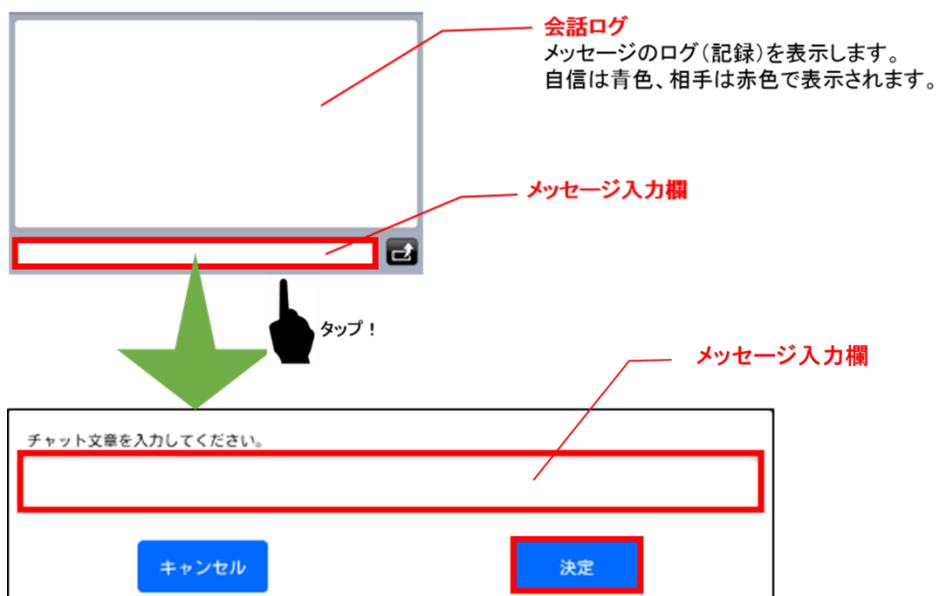 会話ログ
メッセージのログ(記録)を表示します。
自信は青色、相手は赤色で表示されます。
メッセージ入力欄
タップ!
メッセージ入力欄
チャット文章を入力してください。
キャンセル
決定